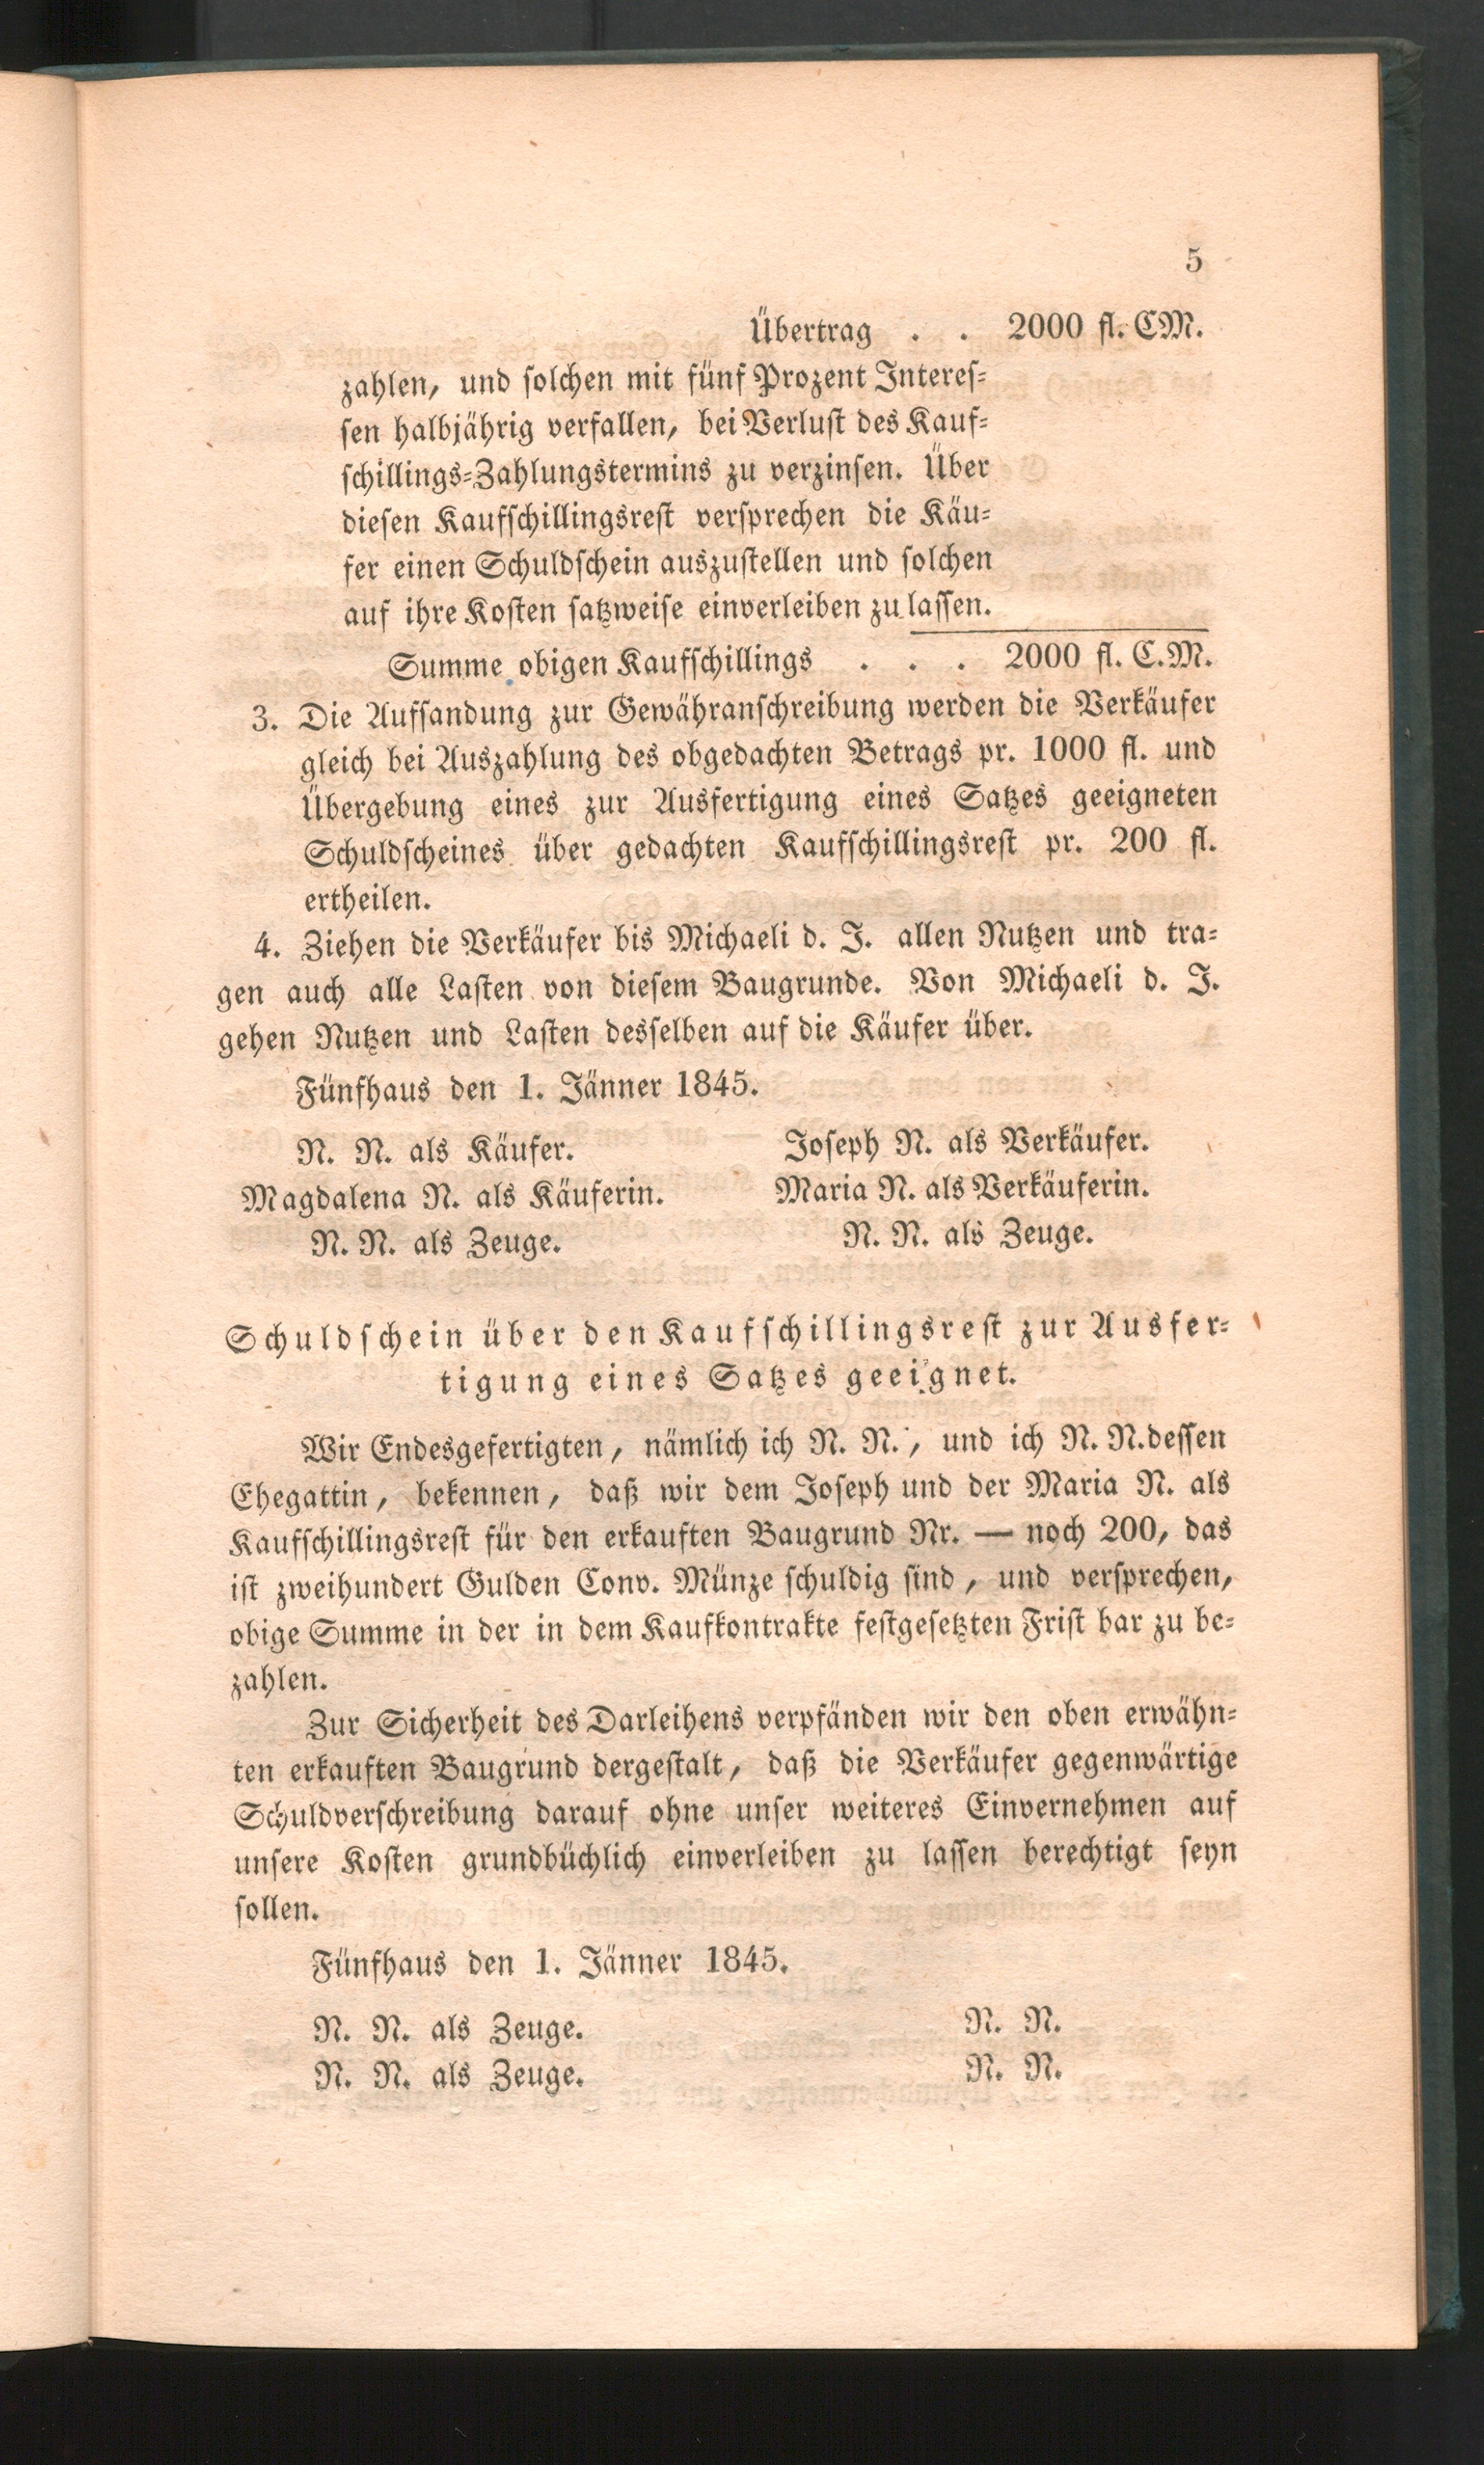 5
Übertrag . . 2000 fl. CM.
zahlen, und solchen mit fünf Prozent Interes-
sen halbjährig verfallen, bei Verlust des Kauf-
schillings-Zahlungstermins zu verzinsen. Über
diesen Kaufschillingsrest versprechen die Käu-
fer einen Schuldschein auszustellen und solchen
auf ihre Kosten satzweise einverleiben zu lassen.
Summe obigen Kaufschillings . . . 2000 fl. C.M.
3. Die Aufsandung zur Gewähranschreibung werden die Verkäufer
gleich bei Auszahlung des obgedachten Betrags pr. 1000 fl. und
Übergebung eines zur Ausfertigung eines Satzes geeigneten
Schuldscheines über gedachten Kaufschillingsrest pr. 200 fl.
ertheilen.
4. Ziehen die Verkäufer bis Michaeli d. J. allen Nutzen und tra-
gen auch alle Lasten von diesem Baugrunde. Von Michaeli d. J.
gehen Nutzen und Lasten desselben auf die Käufer über.
Fünfhaus den 1. Jänner 1845.
N. N. als Käufer. Joseph N. als Verkäufer.
Magdalena N. als Käuferin. Maria N. als Verkäuferin.
N. N. als Zeuge. N. N. als Zeuge.
Schuldschein über den Kaufschillingsrest zur Ausfer-
tigung eines Satzes geeignet.
Wir Endesgefertigten, nämlich ich N. N., und ich N. N. dessen
Ehegattin, bekennen, daß wir dem Joseph und der Maria N. als
Kaufschillingsrest für den erkauften Baugrund Nr. — noch 200, das
ist zweihundert Gulden Conv. Münze schuldig sind, und versprechen,
obige Summe in der in dem Kaufkontrakte festgesetzten Frist bar zu be-
zahlen.
Zur Sicherheit des Darleihens verpfänden wir den oben erwähn-
ten erkauften Baugrund dergestalt, daß die Verkäufer gegenwärtige
Schuldverschreibung darauf ohne unser weiteres Einvernehmen auf
unsere Kosten grundbüchlich einverleiben zu lassen berechtigt seyn
sollen.
Fünfhaus den 1. Jänner 1845.
N. N. als Zeuge. N. N.
N. N. als Zeuge. N. N.